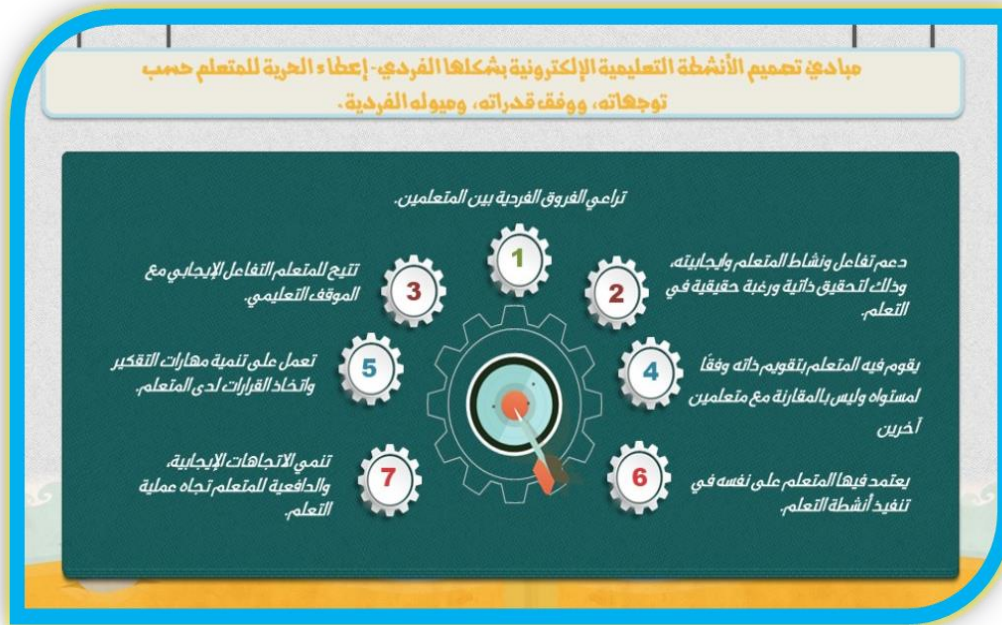 مبادئ تصميم الأنشطة التعليمية الإلكترونية بشكلها الفردي-إعطاء الحرية للمتعلم حسب
توجهاته، ووفق قدراته، وميوله الفردية.
تراعي الفروق الفردية بين المتعلمين.
1
دعم تفاعل ونشاط المتعلم وايجابيته،
وذلك لتحقيق ذاتية ورغبة حقيقية في
التعلم.
2
تتيح للمتعلم التفاعل الإيجابي مع
الموقف التعليمي.
3
يقوم فيه المتعلم بتقويم ذاته وفقًا
لمستواه وليس بالمقارنة مع متعلمين
آخرين
4
تعمل على تنمية مهارات التفكير
واتخاذ القرارات لدى المتعلم.
5
يعتمد فيها المتعلم على نفسه في
تنفيذ أنشطة التعلم.
6
تنمي الاتجاهات الإيجابية،
والدافعية للمتعلم تجاه عملية
التعلم.
7